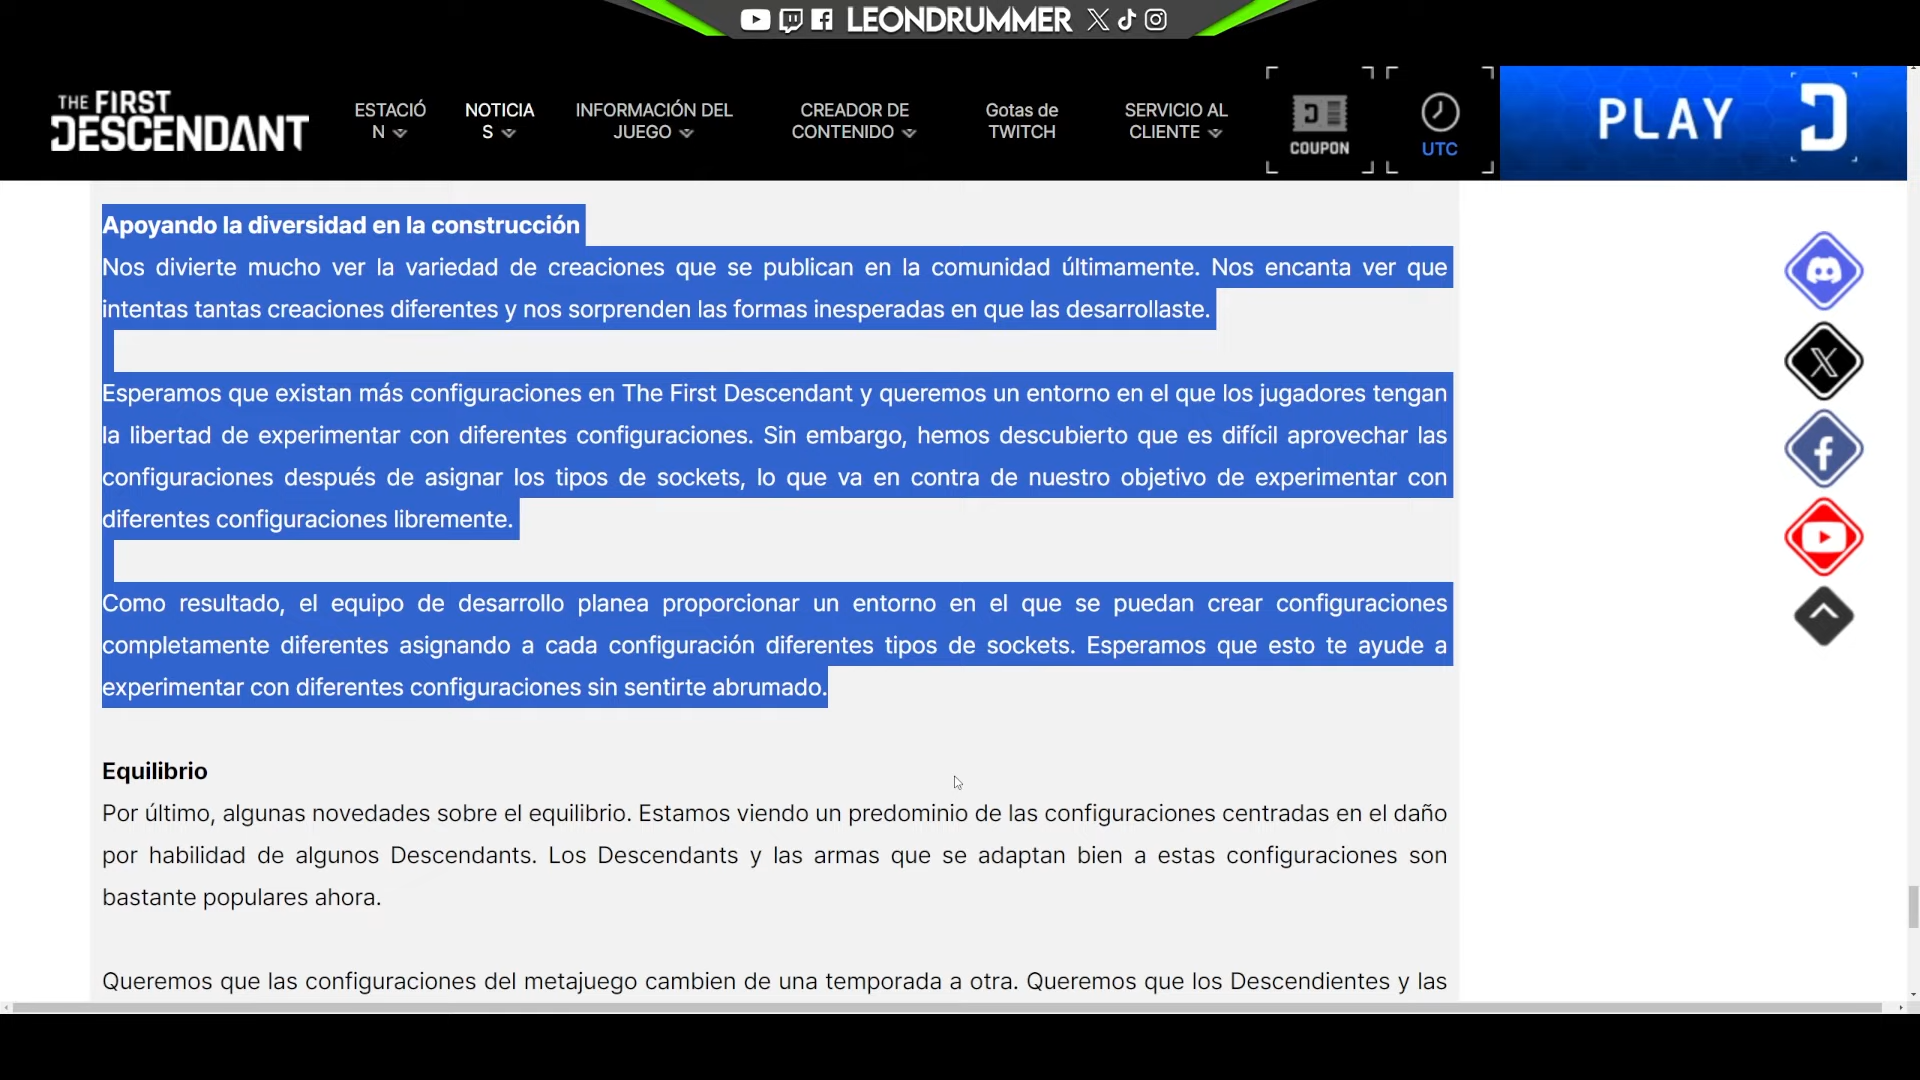 LEONDRUMMER
THE FIRST
DESCENDANT
ESTACIÓ
N
NOTICIA
S
INFORMACIÓN DEL
JUEGO
CREADOR DE
CONTENIDO
Gotas de
TWITCH
SERVICIO AL
CLIENTE
COUPON
UTC
PLAY
Apoyando la diversidad en la construcción
Nos divierte mucho ver la variedad de creaciones que se publican en la comunidad últimamente. Nos encanta ver que
intentas tantas creaciones diferentes y nos sorprenden las formas inesperadas en que las desarrollaste.
Esperamos que existan más configuraciones en The First Descendant y queremos un entorno en el que los jugadores tengan
la libertad de experimentar con diferentes configuraciones. Sin embargo, hemos descubierto que es difícil aprovechar las
configuraciones después de asignar los tipos de sockets, lo que va en contra de nuestro objetivo de experimentar con
diferentes configuraciones libremente.
Como resultado, el equipo de desarrollo planea proporcionar un entorno en el que se puedan crear configuraciones
completamente diferentes asignando a cada configuración diferentes tipos de sockets. Esperamos que esto te ayude a
experimentar con diferentes configuraciones sin sentirte abrumado.
Equilibrio
Por último, algunas novedades sobre el equilibrio. Estamos viendo un predominio de las configuraciones centradas en el daño
por habilidad de algunos Descendants. Los Descendants y las armas que se adaptan bien a estas configuraciones son
bastante populares ahora.
Queremos que las configuraciones del metajuego cambien de una temporada a otra. Queremos que los Descendientes y las